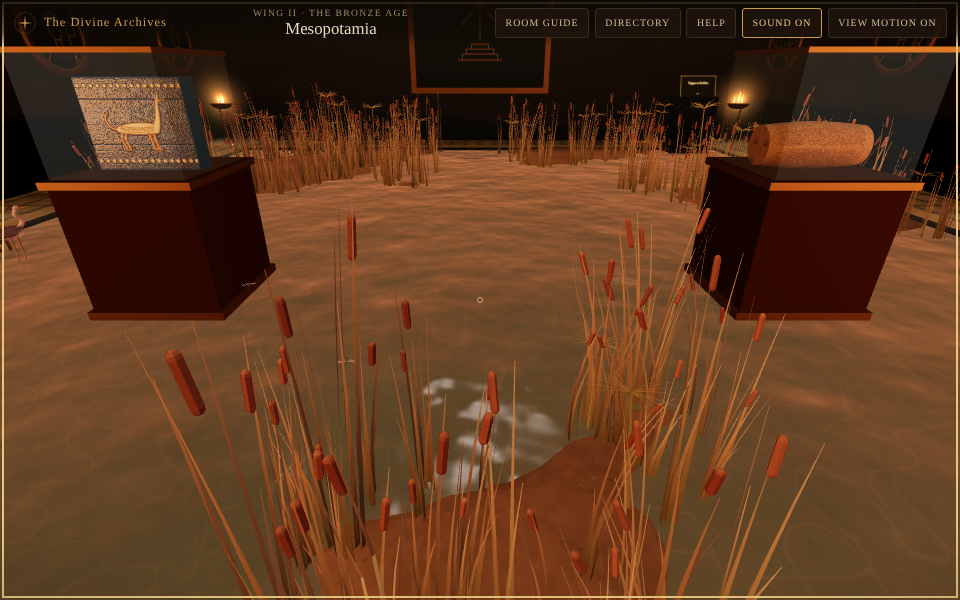 The Divine Archives
WING II · THE BRONZE AGE
Mesopotamia
ROOM GUIDE
DIRECTORY
HELP
SOUND ON
VIEW MOTION ON